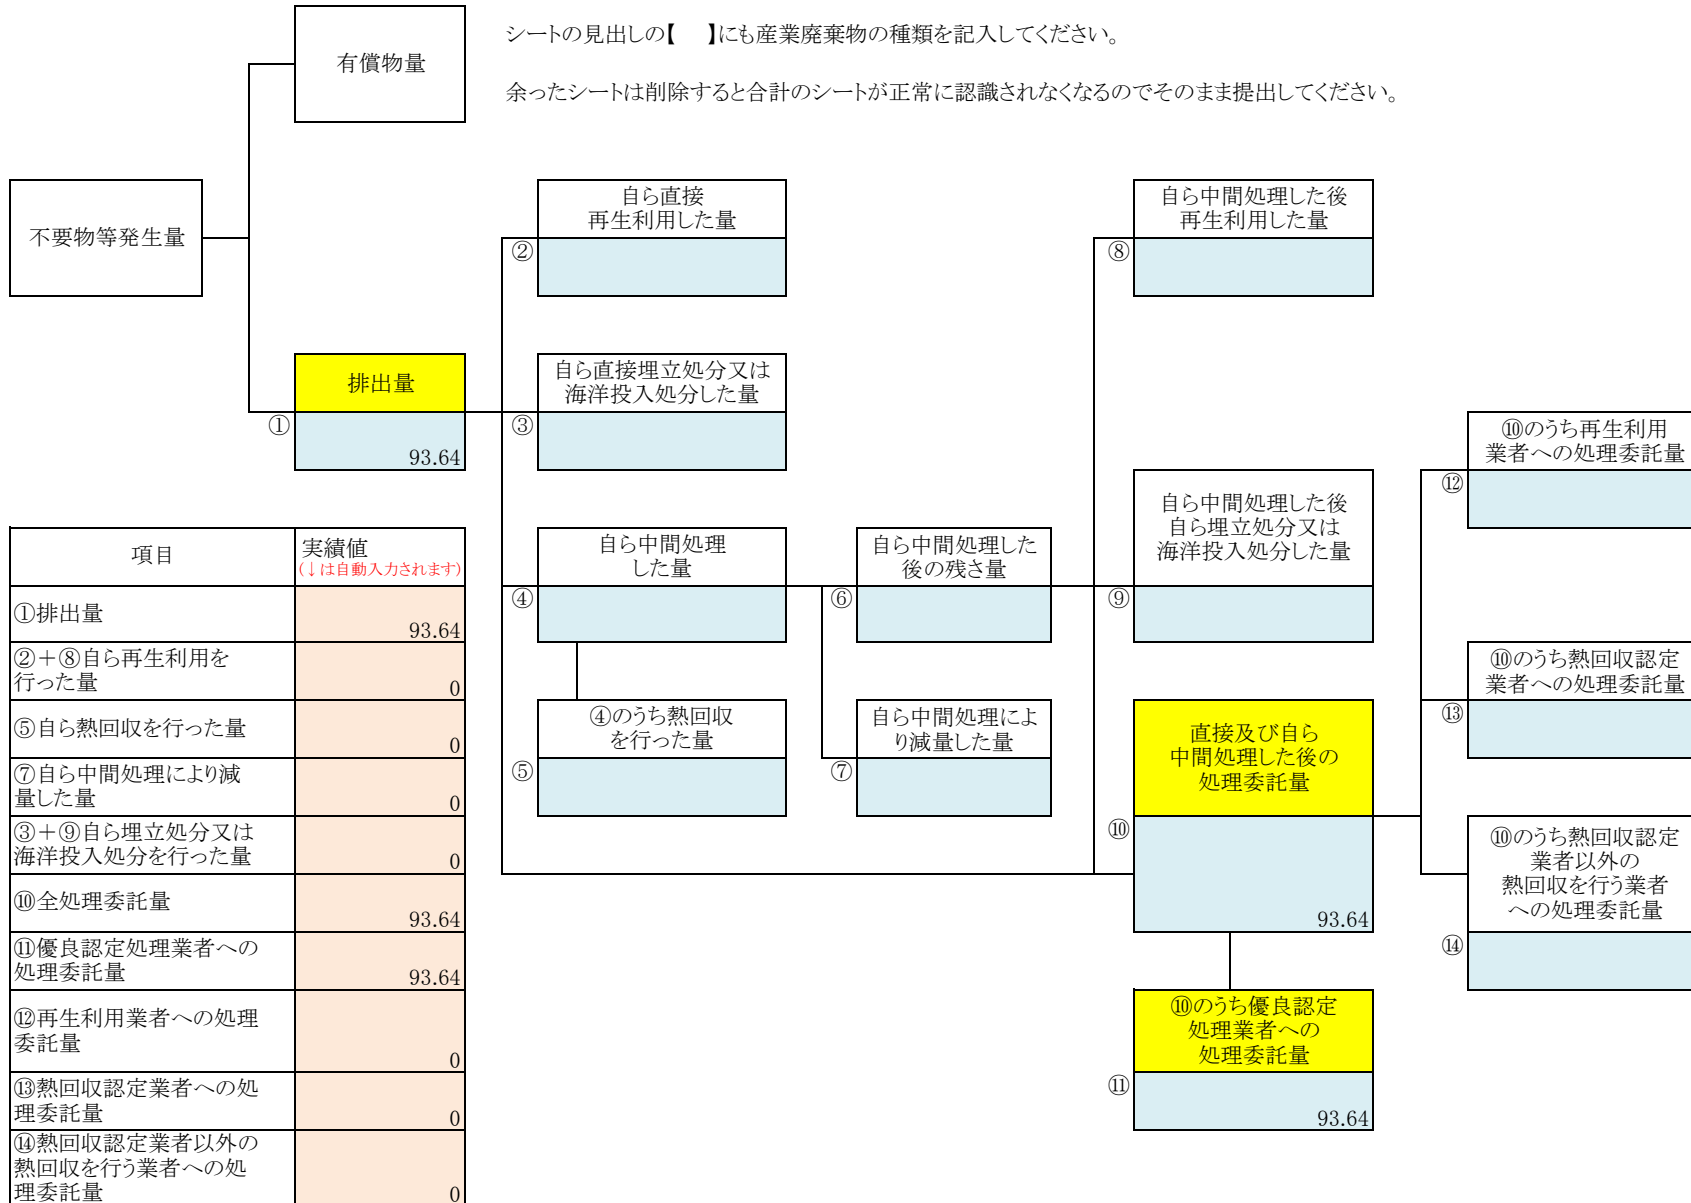 シートの見出しの【　】にも産業廃棄物の種類を記入してください。
余ったシートは削除すると合計のシートが正常に認識されなくなるのでそのまま提出してください。
有償物量
不要物等発生量
自ら直接
再生利用した量
②
自ら中間処理した後
再生利用した量
⑧
排出量
①
93.64
自ら直接埋立処分又は
海洋投入処分した量
③
⑩のうち再生利用
業者への処理委託量
⑫
自ら中間処理
した量
④
自ら中間処理した
後の残さ量
⑥
自ら中間処理した後
自ら埋立処分又は
海洋投入処分した量
⑨
④のうち熱回収
を行った量
⑤
自ら中間処理によ
り減量した量
⑦
直接及び自ら
中間処理した後の
処理委託量
⑩
93.64
⑩のうち熱回収認定
業者への処理委託量
⑬
⑩のうち熱回収認定
業者以外の
熱回収を行う業者
への処理委託量
⑭
⑩のうち優良認定
処理業者への
処理委託量
⑪
93.64
項目
実績値
(↓は自動入力されます)
①排出量
93.64
②＋⑧自ら再生利用を
行った量
0
⑤自ら熱回収を行った量
0
⑦自ら中間処理により減
量した量
0
③＋⑨自ら埋立処分又は
海洋投入処分を行った量
0
⑩全処理委託量
93.64
⑪優良認定処理業者への
処理委託量
93.64
⑫再生利用業者への処理
委託量
0
⑬熱回収認定業者への処
理委託量
0
⑭熱回収認定業者以外の
熱回収を行う業者への処
理委託量
0